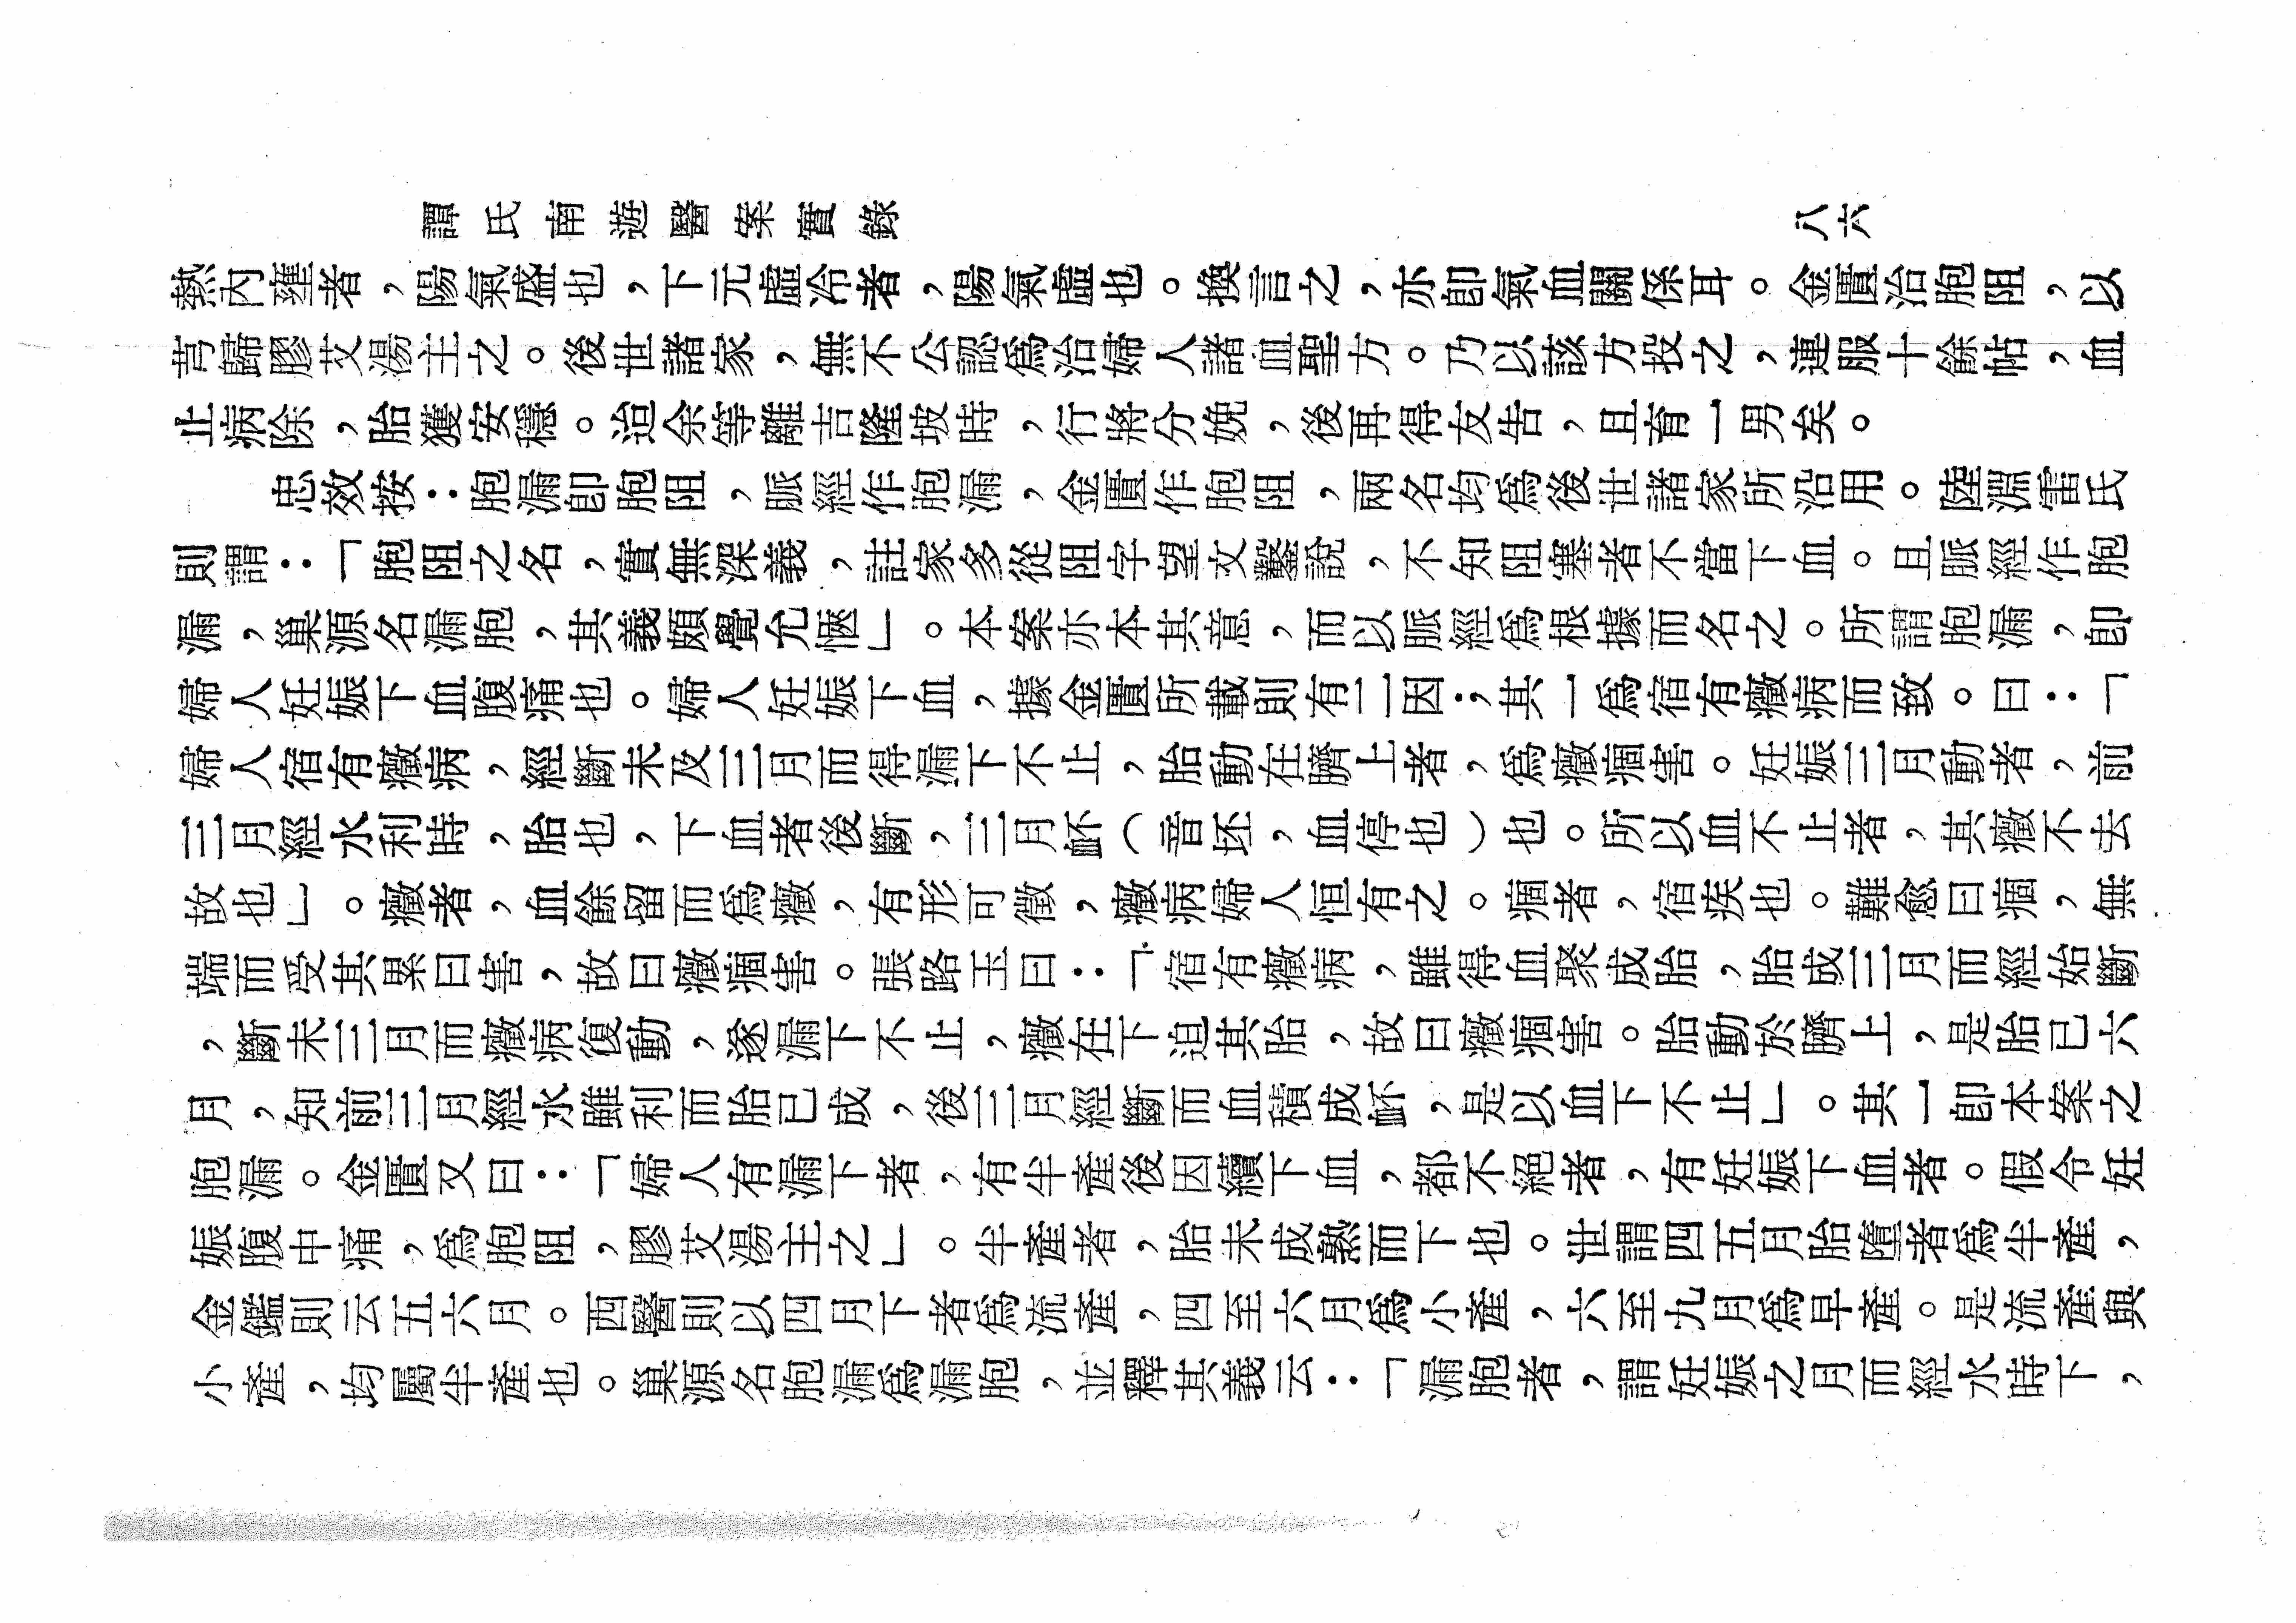 譚氏南遊醫案實錄
八六
熱內壅者，陽氣盛也，下元虛冷者，陽氣虛也。換言之，亦卽氣血關係耳。金匱治胞阻，以
芎歸膠艾湯主之。後世諸家，無不公認爲治婦人諸血聖方。乃以該方投之，連服十餘帖，血
止病除，胎獲安穩。迨余等離吉隆坡時，行將分娩，後再得友告，且育一男矣。
忠效按：胞漏卽胞阻，脈經作胞漏，金匱作胞阻，兩名均爲後世諸家所沿用。陸淵雷氏
則謂：「胞阻之名，實無深義，註家多從阻字望文鑿說，不知阻塞者不當下血。且脈經作胞
漏，巢源名漏胞，其義頗覺允愜」。本案亦本其意，而以脈經爲根據而名之。所謂胞漏，卽
婦人妊娠下血腹痛也。婦人妊娠下血，據金匱所載則有二因；其一爲宿有癥病而致。曰：「
婦人宿有癥病，經斷未及三月而得漏下不止，胎動在臍上者，爲癥痼害。妊娠三月動者，前
三月經水利時，胎也，下血者後斷，三月衃（音坯，血停也）也。所以血不止者，其癥不去
故也」。癥者，血餘留而爲癥，有形可徵，癥病婦人恒有之。痼者，宿疾也。難愈曰痼，無
端而受其累曰害，故曰癥痼害。張路玉曰：「宿有癥病，雖得血聚成胎，胎成三月而經始斷
，斷未三月而癥病復動，遂漏下不止，癥在下迫其胎，故曰癥痼害。胎動於臍上，是胎已六
月，知前三月經水雖利而胎已成，後三月經斷而血積成衃，是以血下不止」。其一卽本案之
胞漏。金匱又曰：「婦人有漏下者，有半產後因續下血，都不絕者，有妊娠下血者。假令妊
娠腹中痛，爲胞阻，膠艾湯主之」。半產者，胎未成熟而下也。世謂四五月胎墮者爲半產，
金鑑則云五六月。西醫則以四月下者爲流產，四至六月爲小產，六至九月爲早產。是流產與
小產，均屬半產也。巢源名胞漏爲漏胞，並釋其義云：「漏胞者，謂妊娠之月而經水時下，